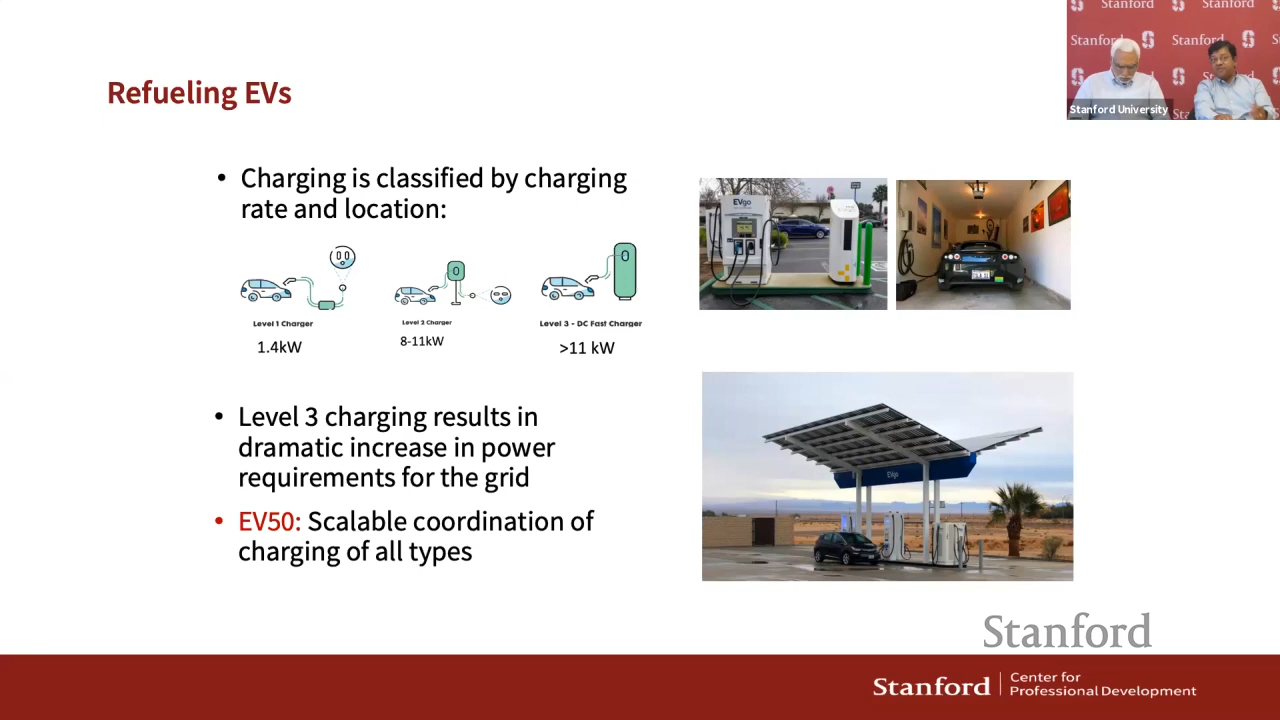 Stanford
Stanford
Stanford
Stanford
Stanford
Stanford University
Refueling EVs
• Charging is classified by charging
rate and location:
Level 1 Charger
1.4kW
Level 2 Charger
8-11kW
Level 3 - DC Fast Charger
>11 kW
EVgo
EVgo
• Level 3 charging results in
dramatic increase in power
requirements for the grid
• EV50: Scalable coordination of
charging of all types
Stanford
Stanford
Center for
Professional Development